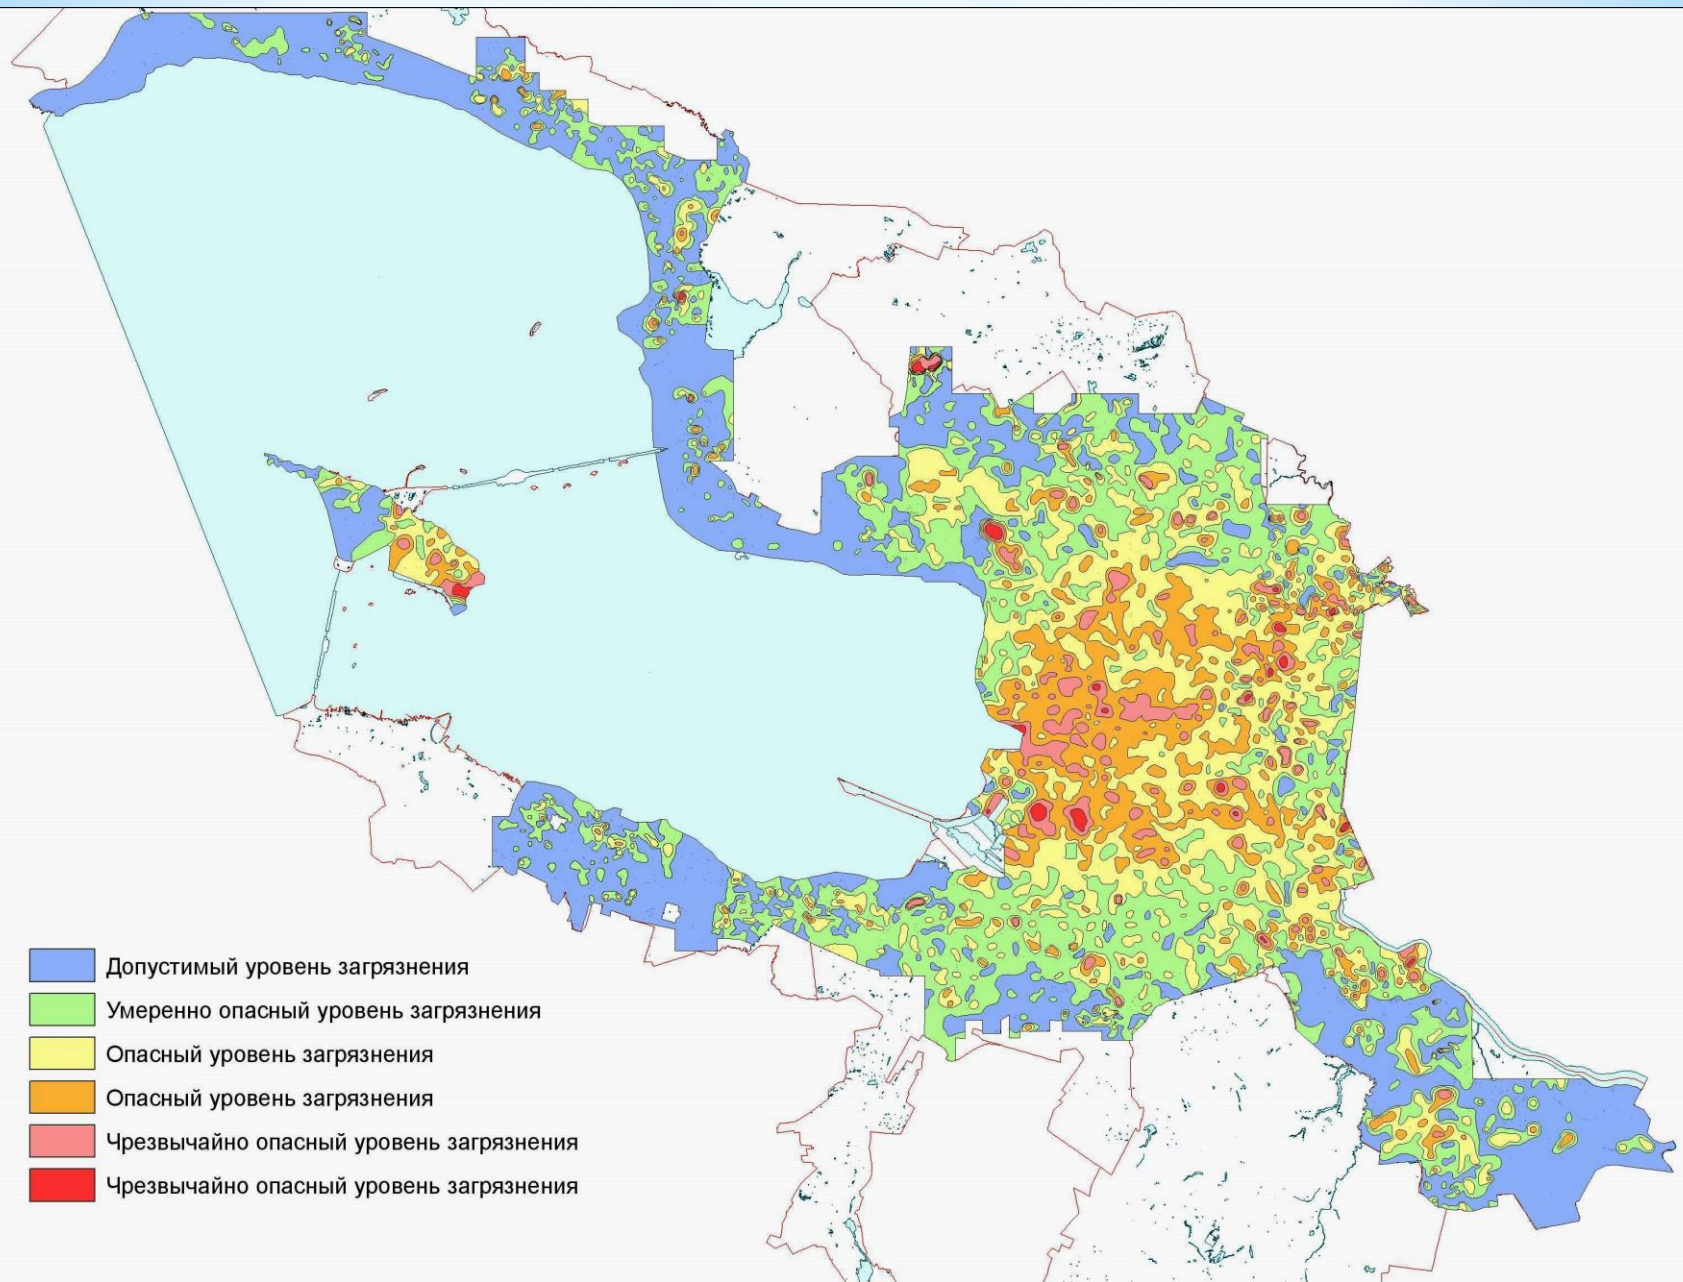 Допустимый уровень загрязнения
Умеренно опасный уровень загрязнения
Опасный уровень загрязнения
Опасный уровень загрязнения
Чрезвычайно опасный уровень загрязнения
Чрезвычайно опасный уровень загрязнения